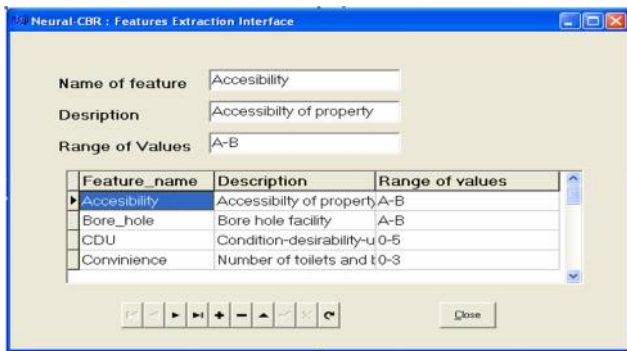 Neural-CBR : Features Extraction Interface
Name of feature Accesibility
Desription Accessibilty of property
Range of Values A-B
Feature_name Description Range of values
Accesibility Accessibilty of property A-B
Bore_hole Bore hole facility A-B
CDU Condition-desirability-u 0-5
Convinience Number of toilets and b 0-3
Close